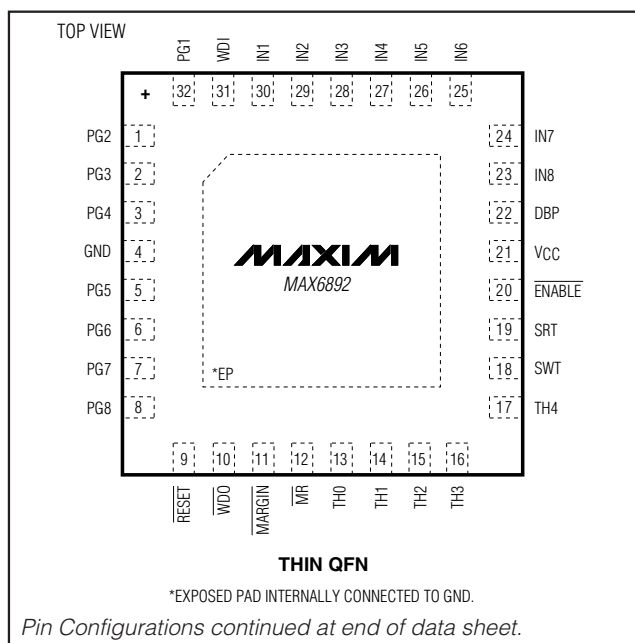 TOP VIEW
PG1 WDI IN1 IN2 IN3 IN4 IN5 IN6
+ 32 31 30 29 28 27 26 25
PG2 1 24 IN7
PG3 2 23 IN8
PG4 3 22 DBP
GND 4 21 VCC
MAXIM
MAX6892
PG5 5 20 ENABLE
PG6 6 19 SRT
PG7 7 18 SWT
*EP
PG8 8 17 TH4
9 10 11 12 13 14 15 16
RESET WDO MARGIN MR TH0 TH1 TH2 TH3
THIN QFN
*EXPOSED PAD INTERNALLY CONNECTED TO GND.
Pin Configurations continued at end of data sheet.